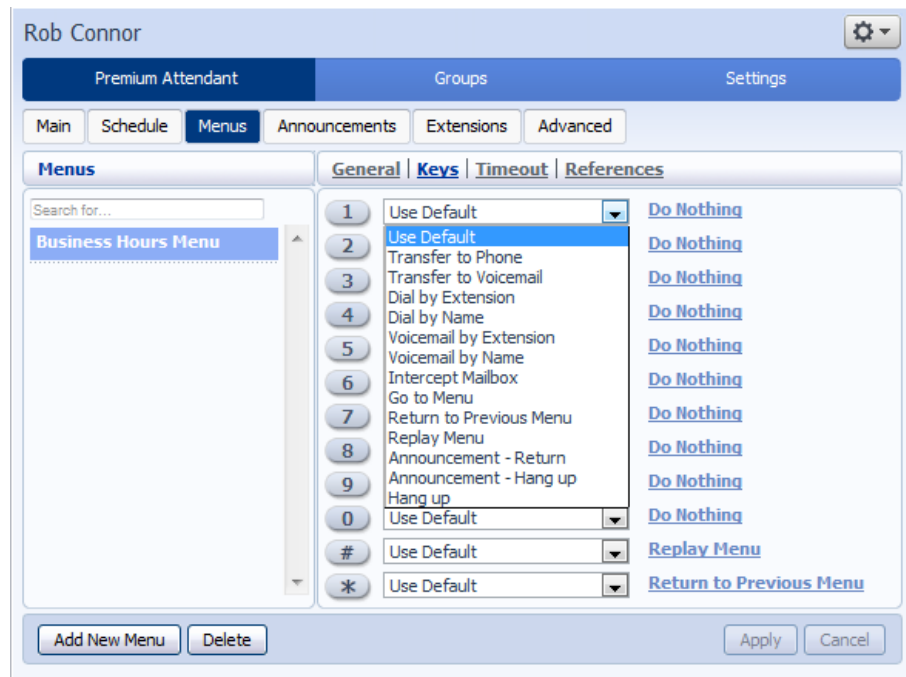 Rob Connor
Premium Attendant Groups Settings
Main Schedule Menus Announcements Extensions Advanced
Menus
General | Keys | Timeout | References
Search for...
Business Hours Menu
1 Use Default Do Nothing
Use Default
2 Do Nothing
Transfer to Phone
Transfer to Voicemail
3 Do Nothing
Dial by Extension
4 Do Nothing
Dial by Name
Voicemail by Extension
5 Do Nothing
Voicemail by Name
Intercept Mailbox
6 Do Nothing
Go to Menu
7 Return to Previous Menu Do Nothing
Replay Menu
8 Do Nothing
Announcement - Return
Announcement - Hang up
9 Do Nothing
Hang up
0 Use Default Do Nothing
# Use Default Replay Menu
* Use Default Return to Previous Menu
Add New Menu Delete Apply Cancel